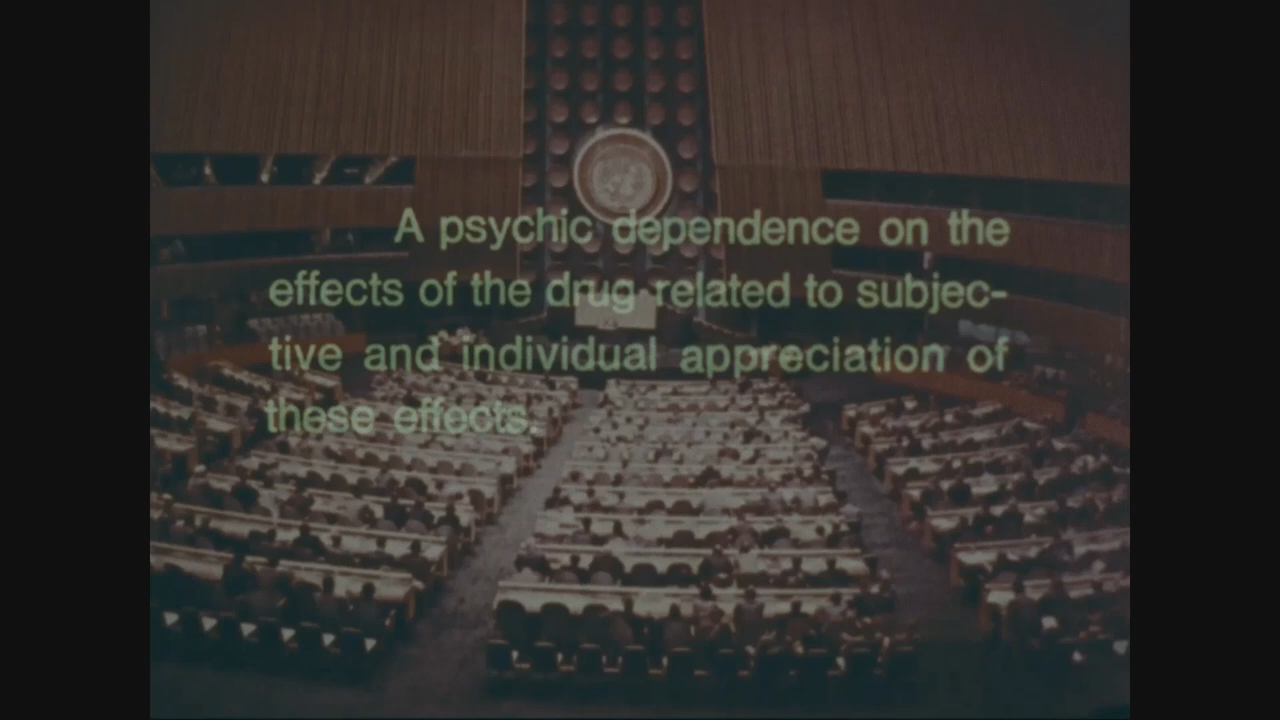 A psychic dependence on the
effects of the drug related to subjec-
tive and individual appreciation of
these effects.